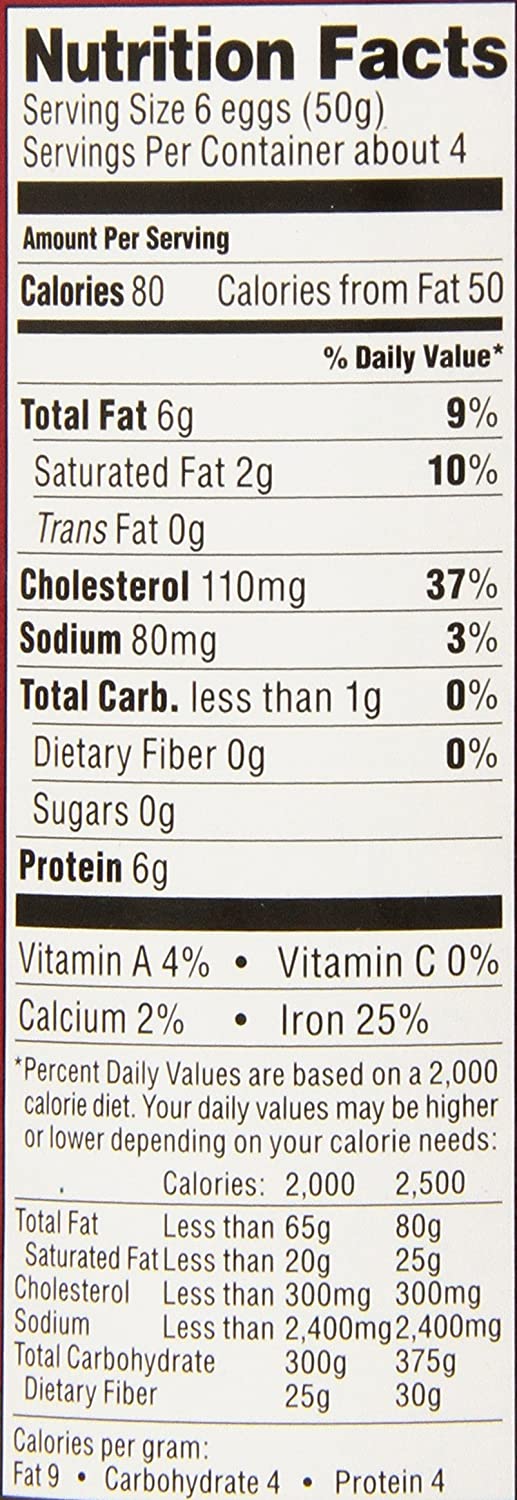 Nutrition Facts
Serving Size 6 eggs (50g)
Servings Per Container about 4
Amount Per Serving
Calories 80 Calories from Fat 50
% Daily Value*
Total Fat 6g 9%
Saturated Fat 2g 10%
Trans Fat 0g
Cholesterol 110mg 37%
Sodium 80mg 3%
Total Carb. less than 1g 0%
Dietary Fiber 0g 0%
Sugars 0g
Protein 6g
Vitamin A 4% • Vitamin C 0%
Calcium 2% • Iron 25%
*Percent Daily Values are based on a 2,000
calorie diet. Your daily values may be higher
or lower depending on your calorie needs:
Calories: 2,000 2,500
Total Fat Less than 65g 80g
Saturated Fat Less than 20g 25g
Cholesterol Less than 300mg 300mg
Sodium Less than 2,400mg 2,400mg
Total Carbohydrate 300g 375g
Dietary Fiber 25g 30g
Calories per gram:
Fat 9 • Carbohydrate 4 • Protein 4